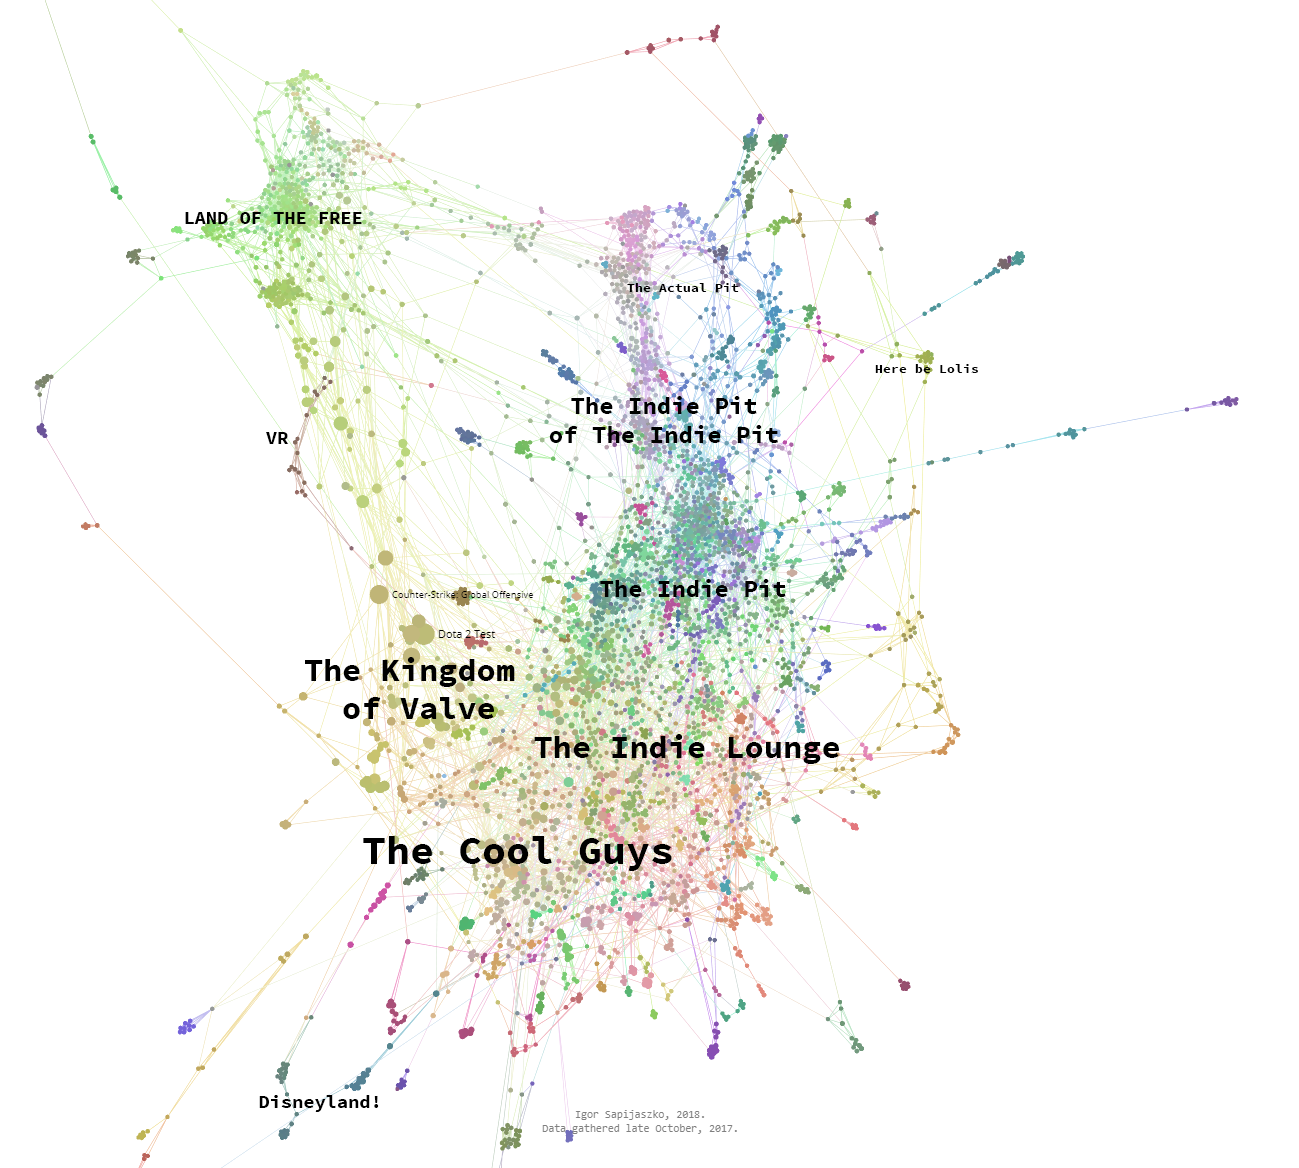 LAND OF THE FREE
The Actual Pit
Here be Lolis
The Indie Pit
of The Indie Pit
VR
The Indie Pit
Counter-Strike: Global Offensive
Dota 2 Test
The Kingdom
of Valve
The Indie Lounge
The Cool Guys
Disneyland!
Igor Sapijaszko, 2018.
Data gathered late October, 2017.